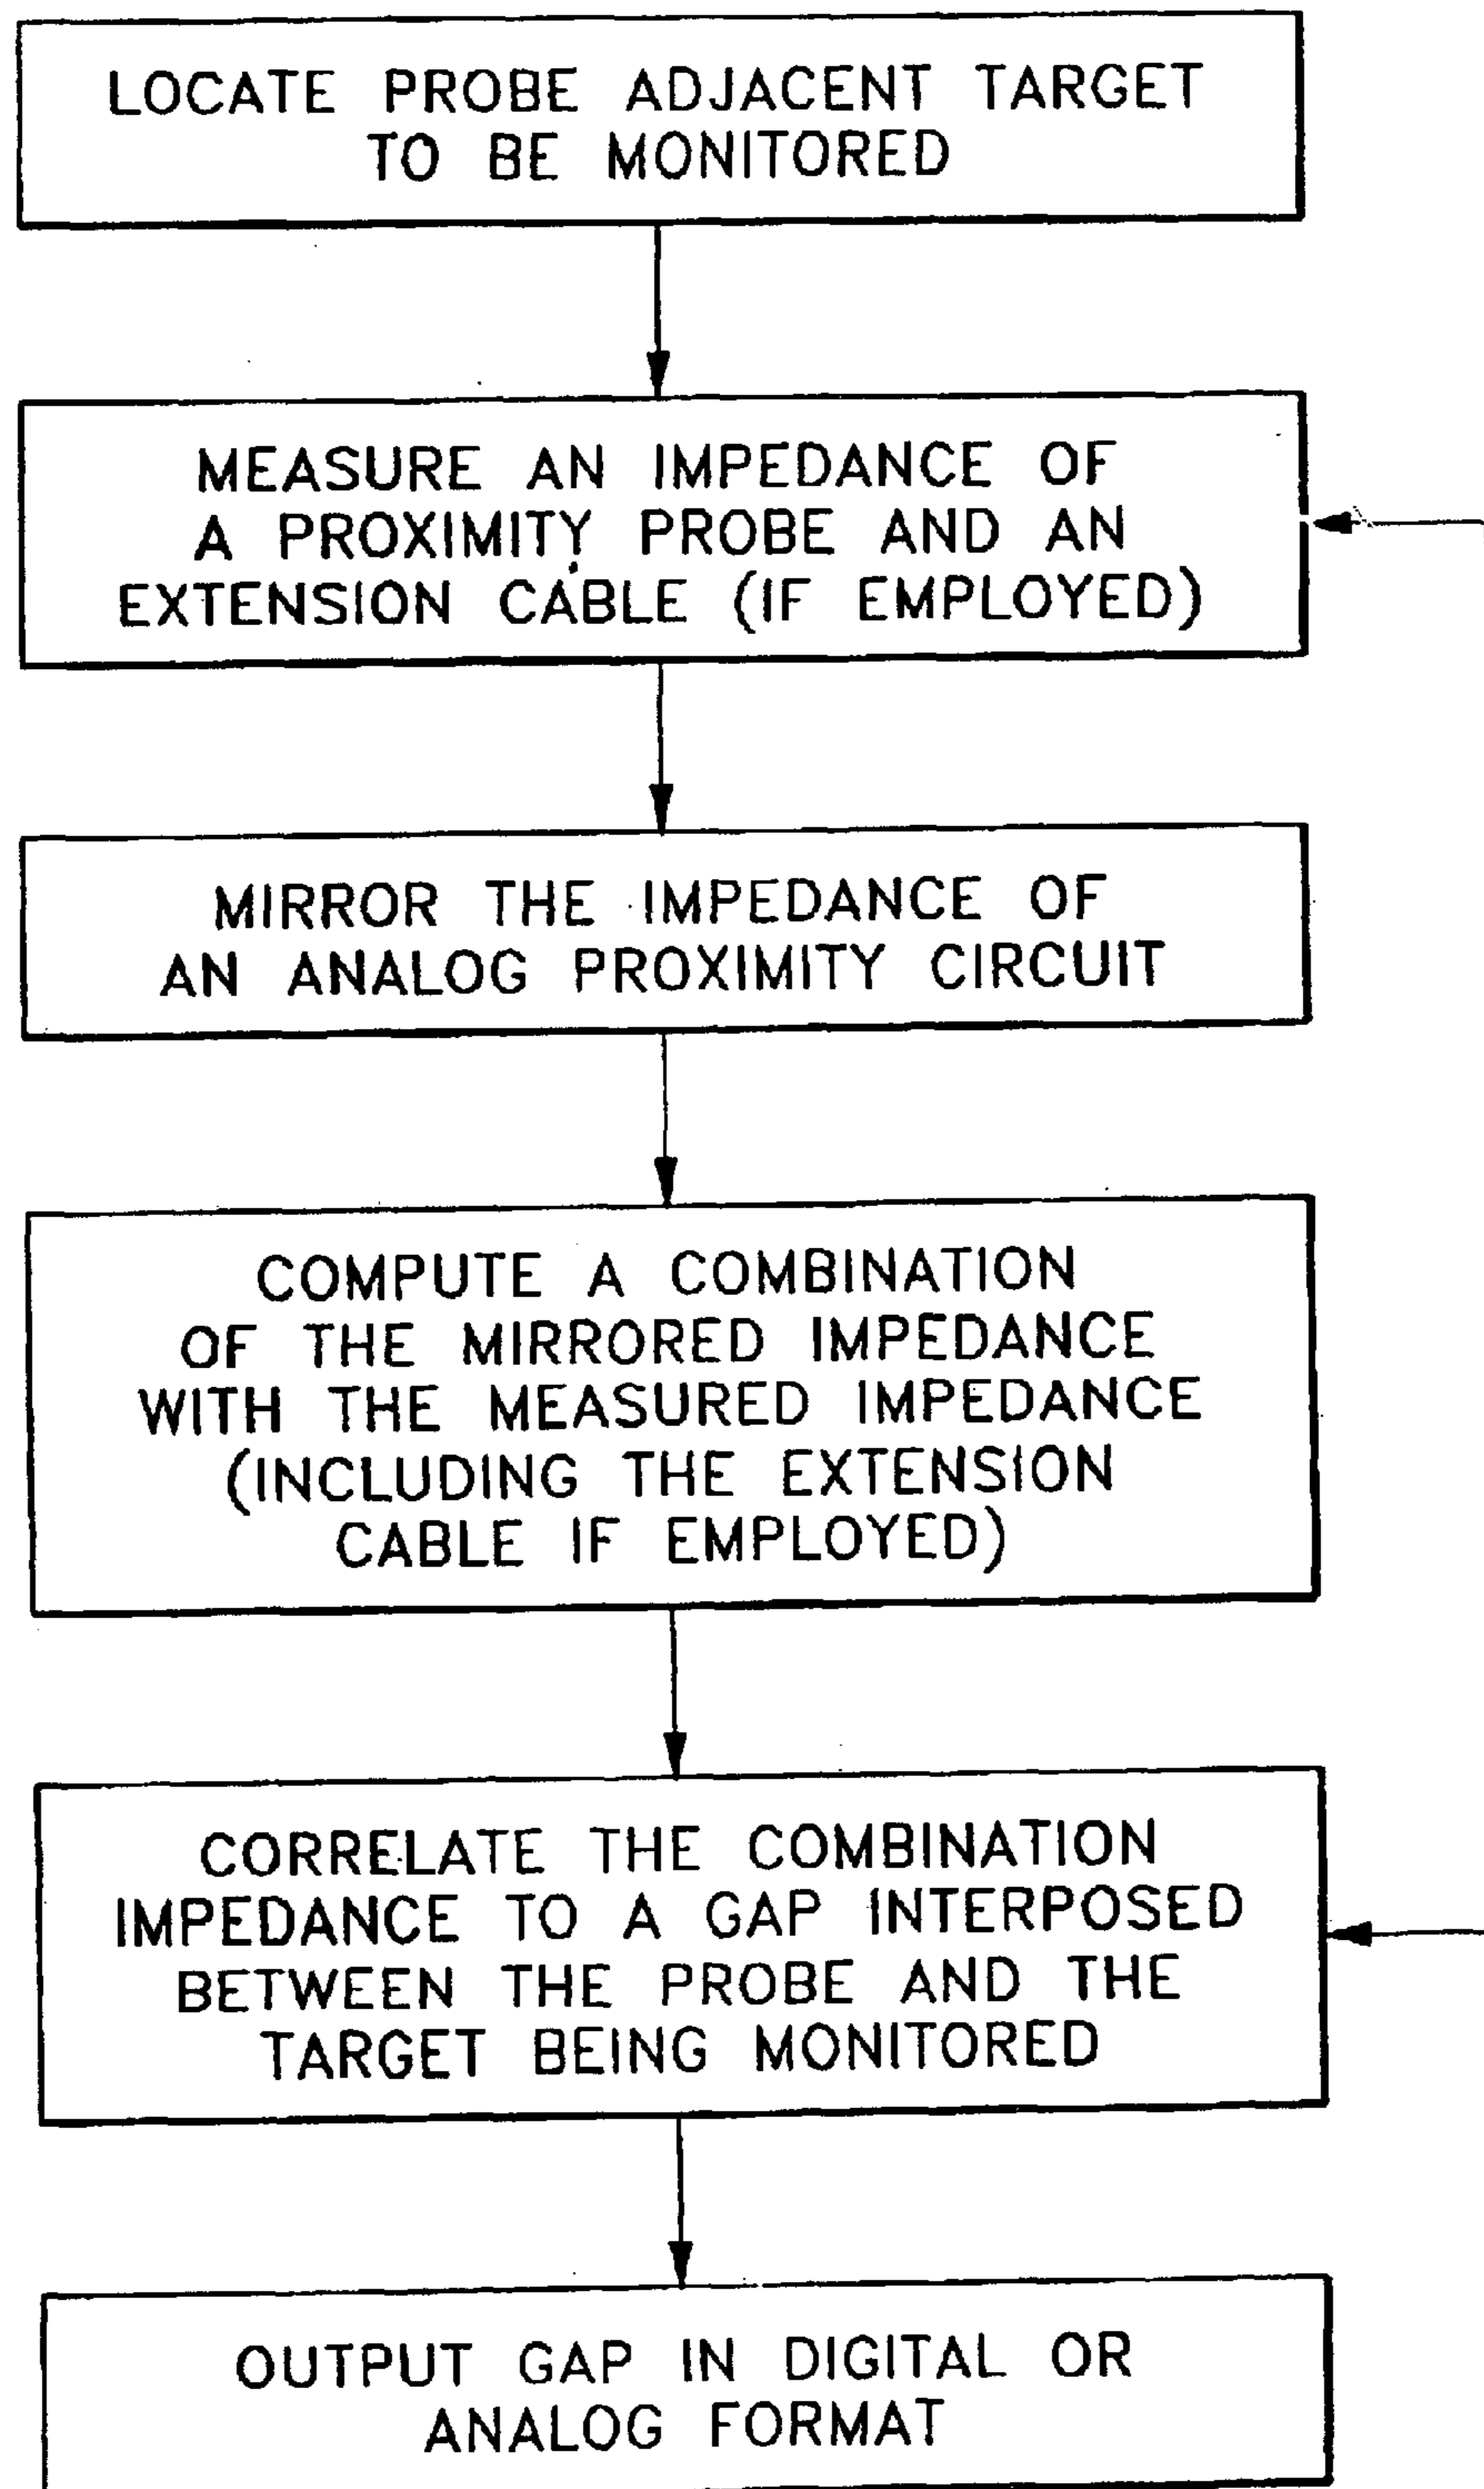 LOCATE PROBE ADJACENT TARGET
TO BE MONITORED
MEASURE AN IMPEDANCE OF
A PROXIMITY PROBE AND AN
EXTENSION CABLE (IF EMPLOYED)
MIRROR THE IMPEDANCE OF
AN ANALOG PROXIMITY CIRCUIT
COMPUTE A COMBINATION
OF THE MIRRORED IMPEDANCE
WITH THE MEASURED IMPEDANCE
(INCLUDING THE EXTENSION
CABLE IF EMPLOYED)
CORRELATE THE COMBINATION
IMPEDANCE TO A GAP INTERPOSED
BETWEEN THE PROBE AND THE
TARGET BEING MONITORED
OUTPUT GAP IN DIGITAL OR
ANALOG FORMAT